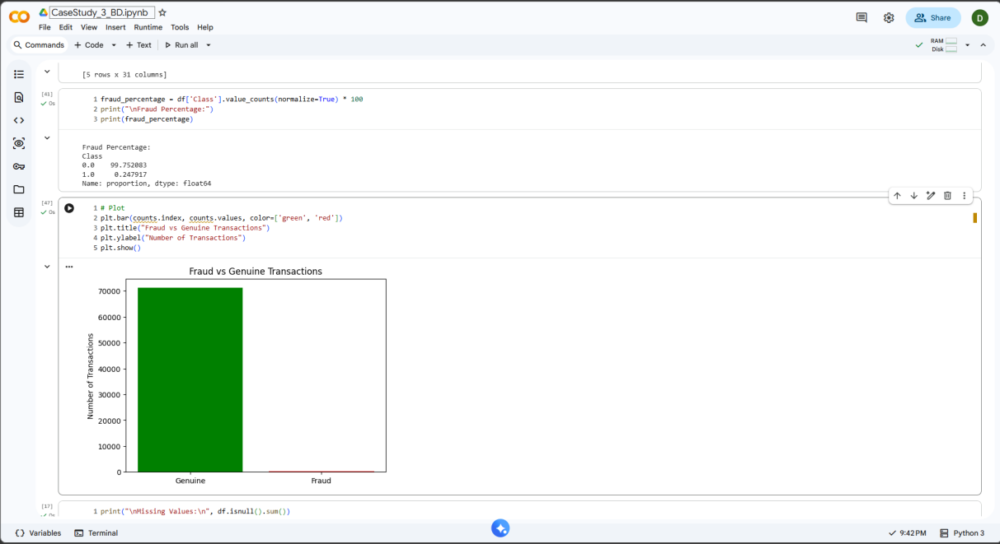 CaseStudy_3_BD.ipynb
File Edit View Insert Runtime Tools Help
Share
D
Commands + Code + Text Run all
RAM
Disk
[5 rows x 31 columns]
[41]
0s
1 fraud_percentage = df['Class'].value_counts(normalize=True) * 100
2 print("\nFraud Percentage:")
3 print(fraud_percentage)
Fraud Percentage:
Class
0.0    99.752083
1.0     0.247917
Name: proportion, dtype: float64
[47]
0s
1 # Plot
2 plt.bar(counts.index, counts.values, color=['green', 'red'])
3 plt.title("Fraud vs Genuine Transactions")
4 plt.ylabel("Number of Transactions")
5 plt.show()
Fraud vs Genuine Transactions
Number of Transactions
70000
60000
50000
40000
30000
20000
10000
0
Genuine Fraud
[17]
0s
1 print("\nMissing Values:\n", df.isnull().sum())
{} Variables Terminal
9:42 PM Python 3